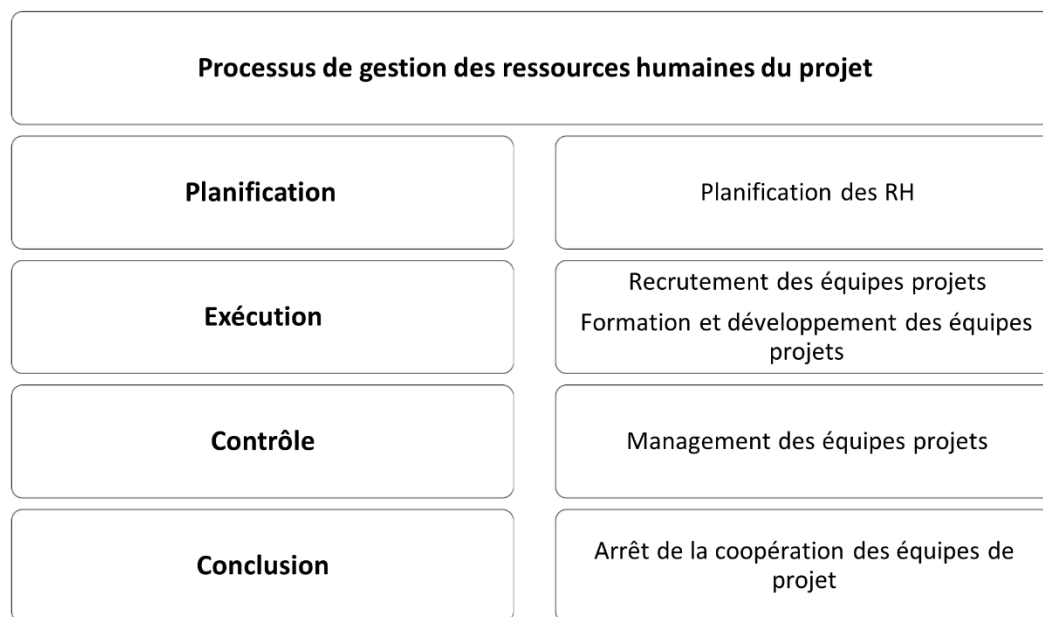 Processus de gestion des ressources humaines du projet
Planification
Planification des RH
Exécution
Recrutement des équipes projets
Formation et développement des équipes
projets
Contrôle
Management des équipes projets
Conclusion
Arrêt de la coopération des équipes de
projet